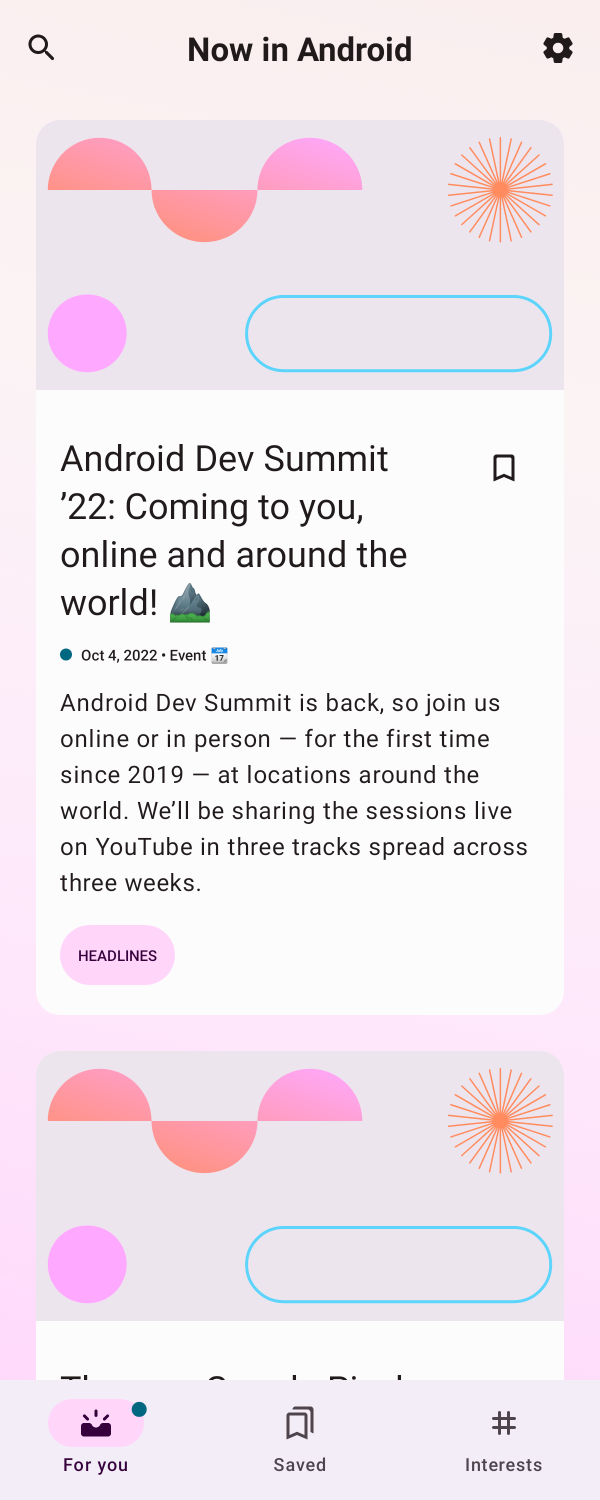 Now in Android
Android Dev Summit
’22: Coming to you,
online and around the
world! ⛰️
Oct 4, 2022 • Event 📆
Android Dev Summit is back, so join us
online or in person — for the first time
since 2019 — at locations around the
world. We’ll be sharing the sessions live
on YouTube in three tracks spread across
three weeks.
HEADLINES
For you
Saved
Interests